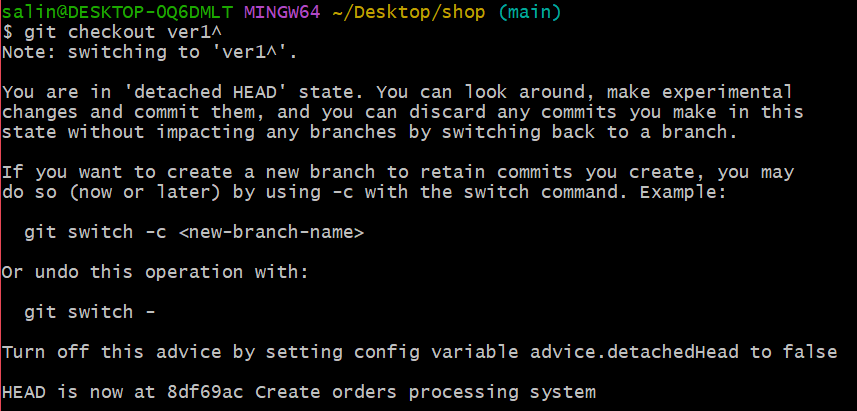 salin@DESKTOP-OQ6DMLT MINGW64 ~/Desktop/shop (main)
$ git checkout ver1^
Note: switching to 'ver1^'.
You are in 'detached HEAD' state. You can look around, make experimental
changes and commit them, and you can discard any commits you make in this
state without impacting any branches by switching back to a branch.
If you want to create a new branch to retain commits you create, you may
do so (now or later) by using -c with the switch command. Example:
git switch -c <new-branch-name>
Or undo this operation with:
git switch -
Turn off this advice by setting config variable advice.detachedHead to false
HEAD is now at 8df69ac Create orders processing system